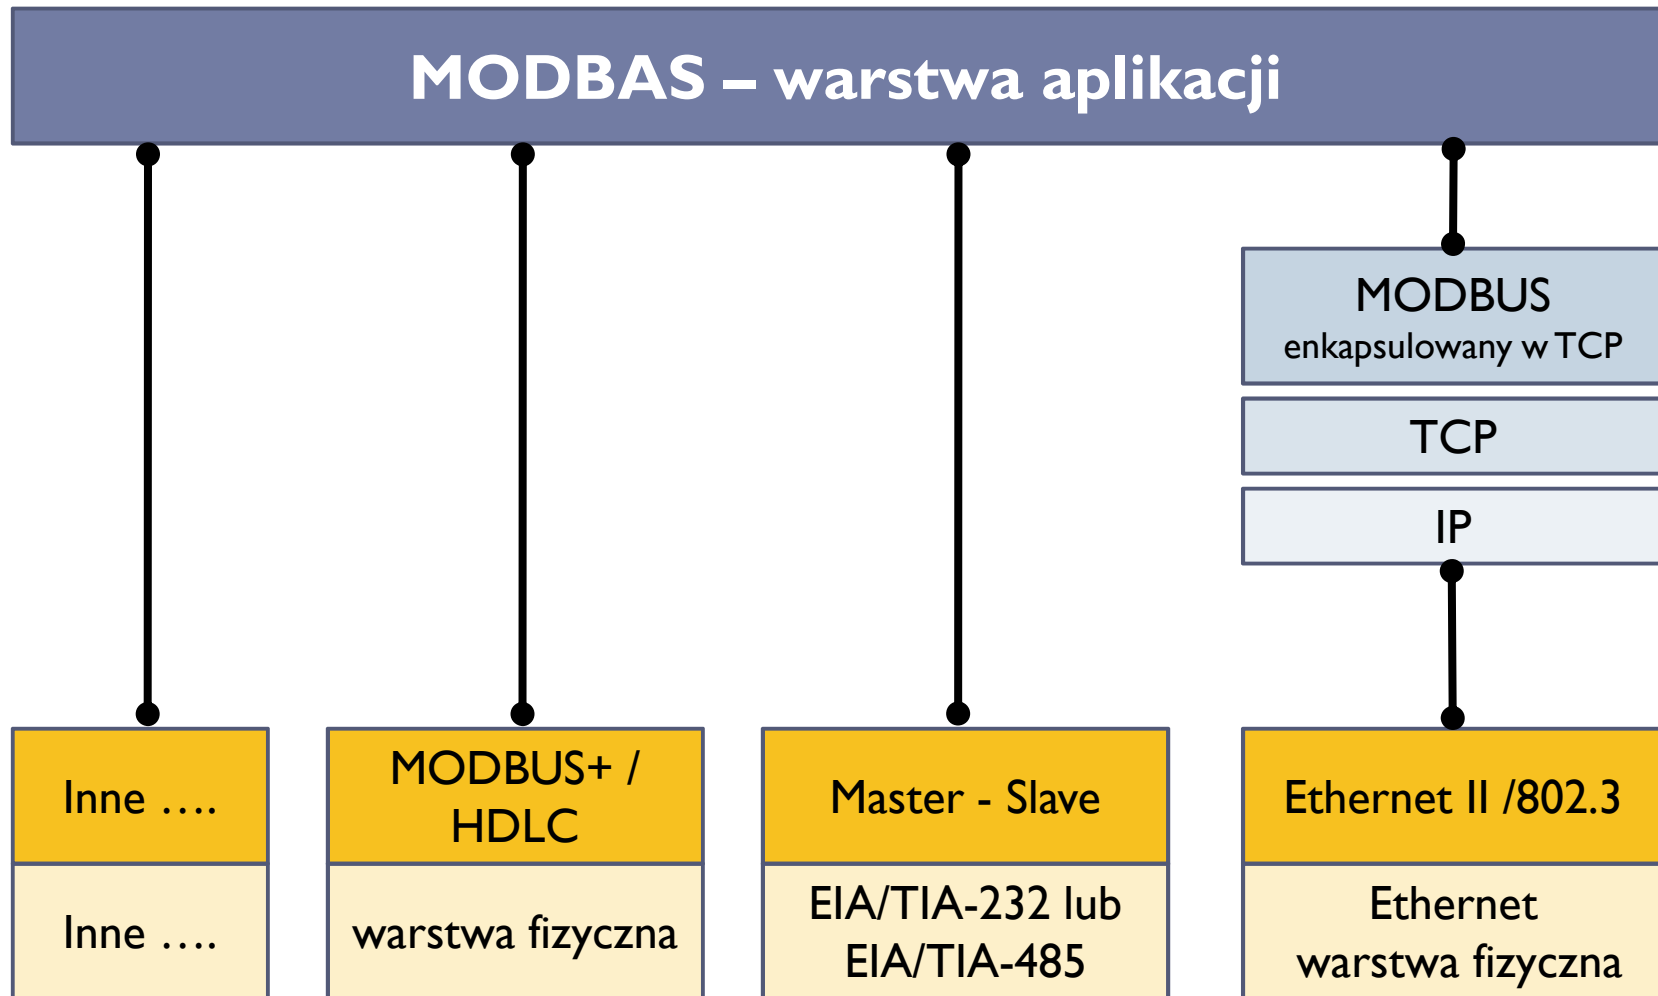 MODBAS – warstwa aplikacji
MODBUS
enkapsulowany w TCP
TCP
IP
Inne ....
Inne ....
MODBUS+ /
HDLC
warstwa fizyczna
Master - Slave
EIA/TIA-232 lub
EIA/TIA-485
Ethernet II /802.3
Ethernet
warstwa fizyczna